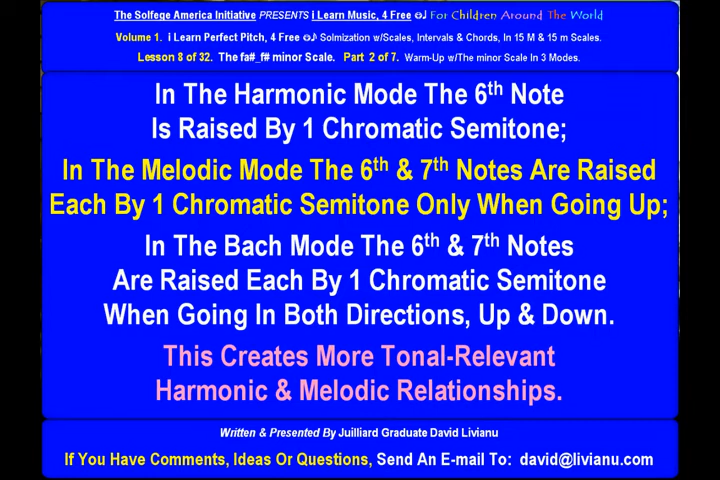 The Solfege America Initiative PRESENTS i Learn Music, 4 Free For Children Around The World
Volume 1. i Learn Perfect Pitch, 4 Free Solmization w/Scales, Intervals & Chords, In 15 M & 15 m Scales.
Lesson 8 of 32. The fa#_f# minor Scale. Part 2 of 7. Warm-Up w/The minor Scale In 3 Modes.
In The Harmonic Mode The 6th Note
Is Raised By 1 Chromatic Semitone;
In The Melodic Mode The 6th & 7th Notes Are Raised
Each By 1 Chromatic Semitone Only When Going Up;
In The Bach Mode The 6th & 7th Notes
Are Raised Each By 1 Chromatic Semitone
When Going In Both Directions, Up & Down.
This Creates More Tonal-Relevant
Harmonic & Melodic Relationships.
Written & Presented By Juilliard Graduate David Livianu
If You Have Comments, Ideas Or Questions, Send An E-mail To: david@livianu.com